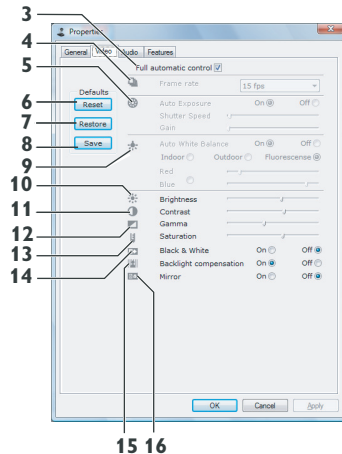 3
4
5
6
7
8
9
10
11
12
13
14
15 16
Properties
General Video Audio Features
Full automatic control
Frame rate 15 fps
Defaults
Reset
Restore
Save
Auto Exposure On Off
Shutter Speed
Gain
Auto White Balance On Off
Indoor Outdoor Fluorescense
Red
Blue
Brightness
Contrast
Gamma
Saturation
Black & White On Off
Backlight compensation On Off
Mirror On Off
OK Cancel Apply